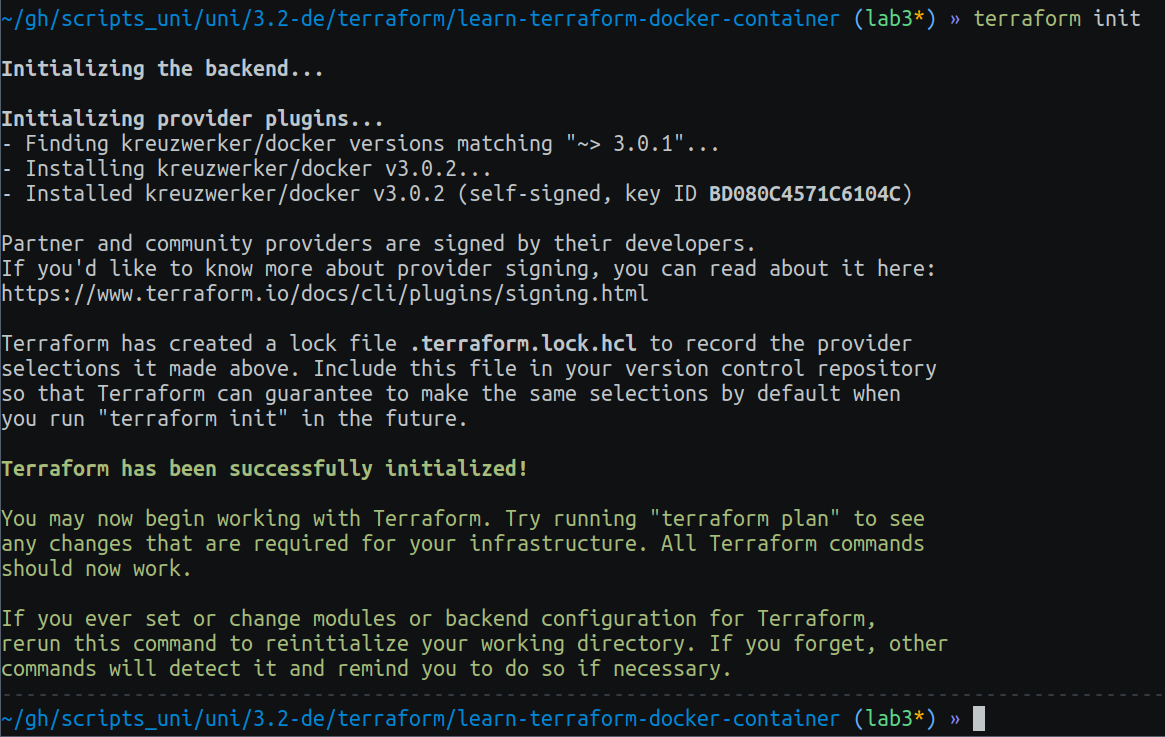 ~/gh/scripts_uni/uni/3.2-de/terraform/learn-terraform-docker-container (lab3*) » terraform init
Initializing the backend...
Initializing provider plugins...
- Finding kreuzwerker/docker versions matching "~> 3.0.1"...
- Installing kreuzwerker/docker v3.0.2...
- Installed kreuzwerker/docker v3.0.2 (self-signed, key ID BD080C4571C6104C)
Partner and community providers are signed by their developers.
If you'd like to know more about provider signing, you can read about it here:
https://www.terraform.io/docs/cli/plugins/signing.html
Terraform has created a lock file .terraform.lock.hcl to record the provider
selections it made above. Include this file in your version control repository
so that Terraform can guarantee to make the same selections by default when
you run "terraform init" in the future.
Terraform has been successfully initialized!
You may now begin working with Terraform. Try running "terraform plan" to see
any changes that are required for your infrastructure. All Terraform commands
should now work.
If you ever set or change modules or backend configuration for Terraform,
rerun this command to reinitialize your working directory. If you forget, other
commands will detect it and remind you to do so if necessary.
~/gh/scripts_uni/uni/3.2-de/terraform/learn-terraform-docker-container (lab3*) »